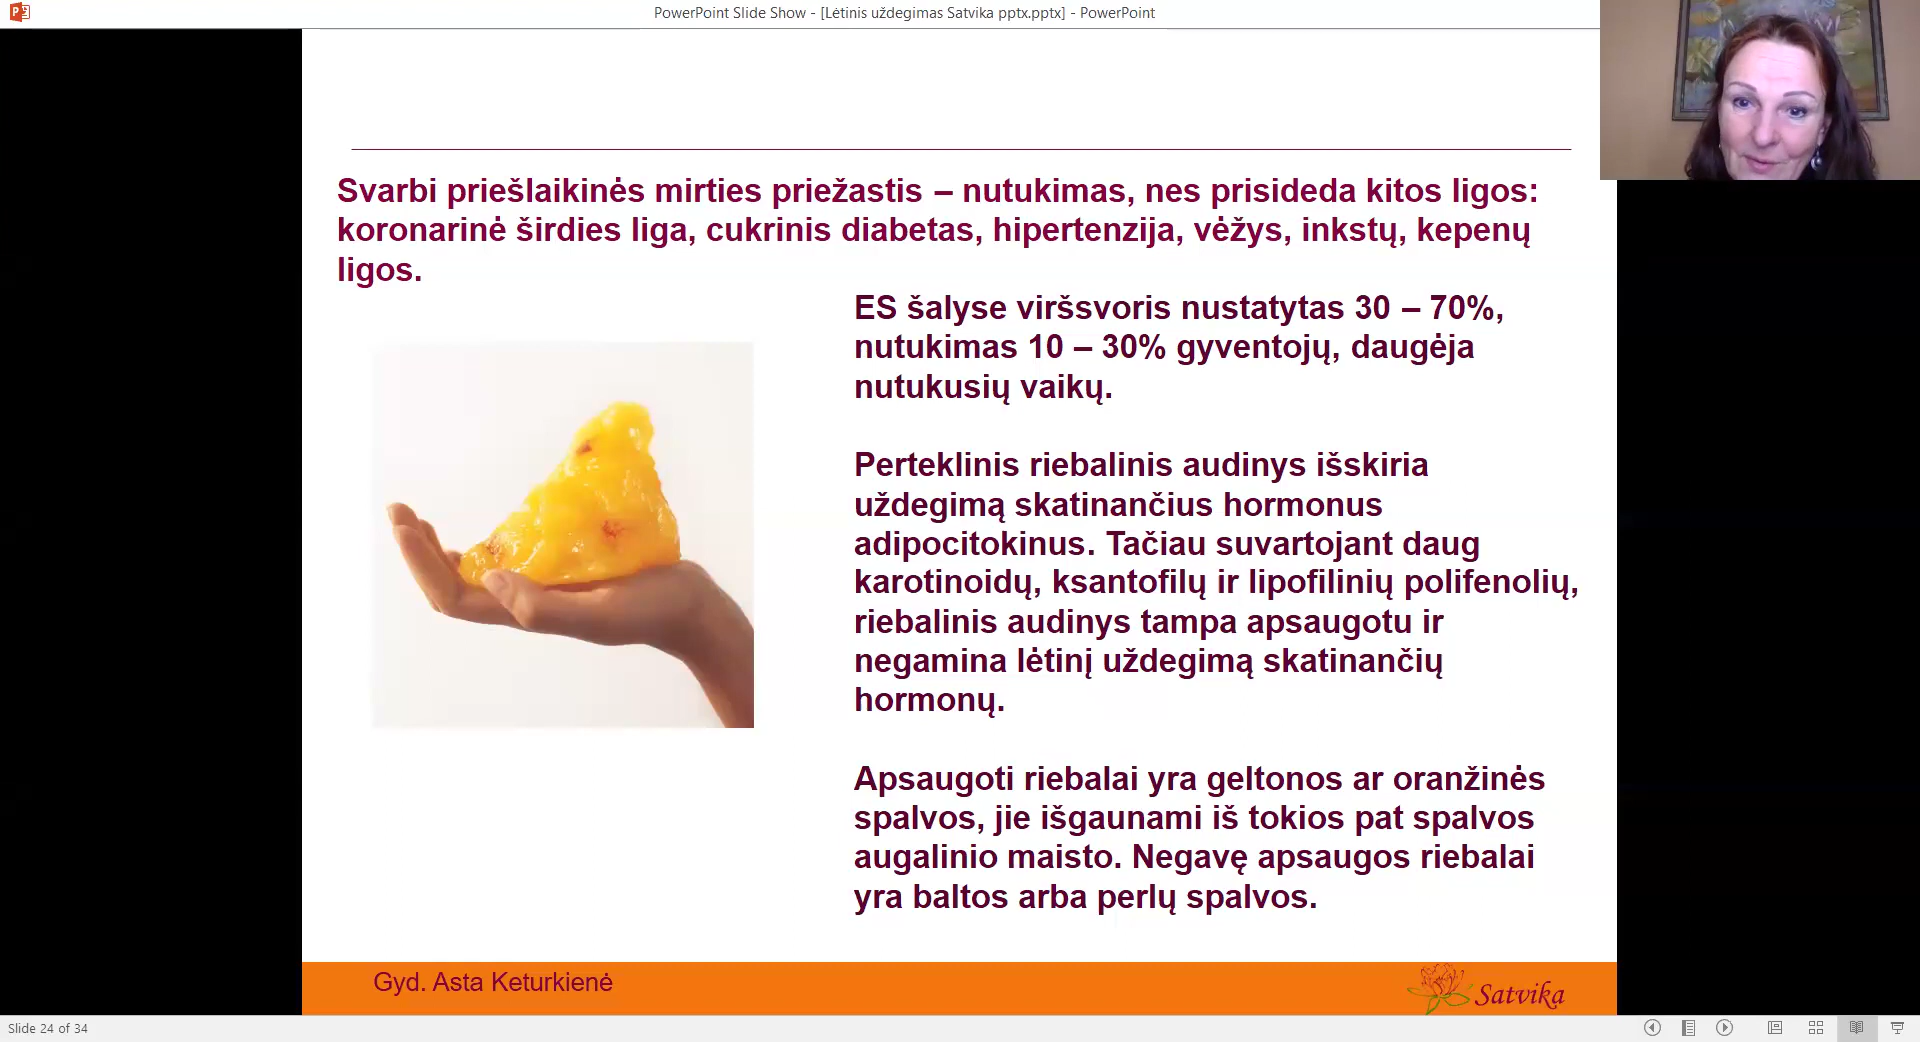 PowerPoint Slide Show - [Lėtinis uždegimas Satvika pptx.pptx] - PowerPoint
Svarbi priešlaikinės mirties priežastis – nutukimas, nes prisideda kitos ligos:
koronarinė širdies liga, cukrinis diabetas, hipertenzija, vėžys, inkstų, kepenų
ligos.
ES šalyse viršsvoris nustatytas 30 – 70%,
nutukimas 10 – 30% gyventojų, daugėja
nutukusių vaikų.
Perteklinis riebalinis audinys išskiria
uždegimą skatinančius hormonus
adipocitokinus. Tačiau suvartojant daug
karotinoidų, ksantofilų ir lipofilinių polifenolių,
riebalinis audinys tampa apsaugotu ir
negamina lėtinį uždegimą skatinančių
hormonų.
Apsaugoti riebalai yra geltonos ar oranžinės
spalvos, jie išgaunami iš tokios pat spalvos
augalinio maisto. Negavę apsaugos riebalai
yra baltos arba perlų spalvos.
Gyd. Asta Keturkienė
Satvika
Slide 24 of 34